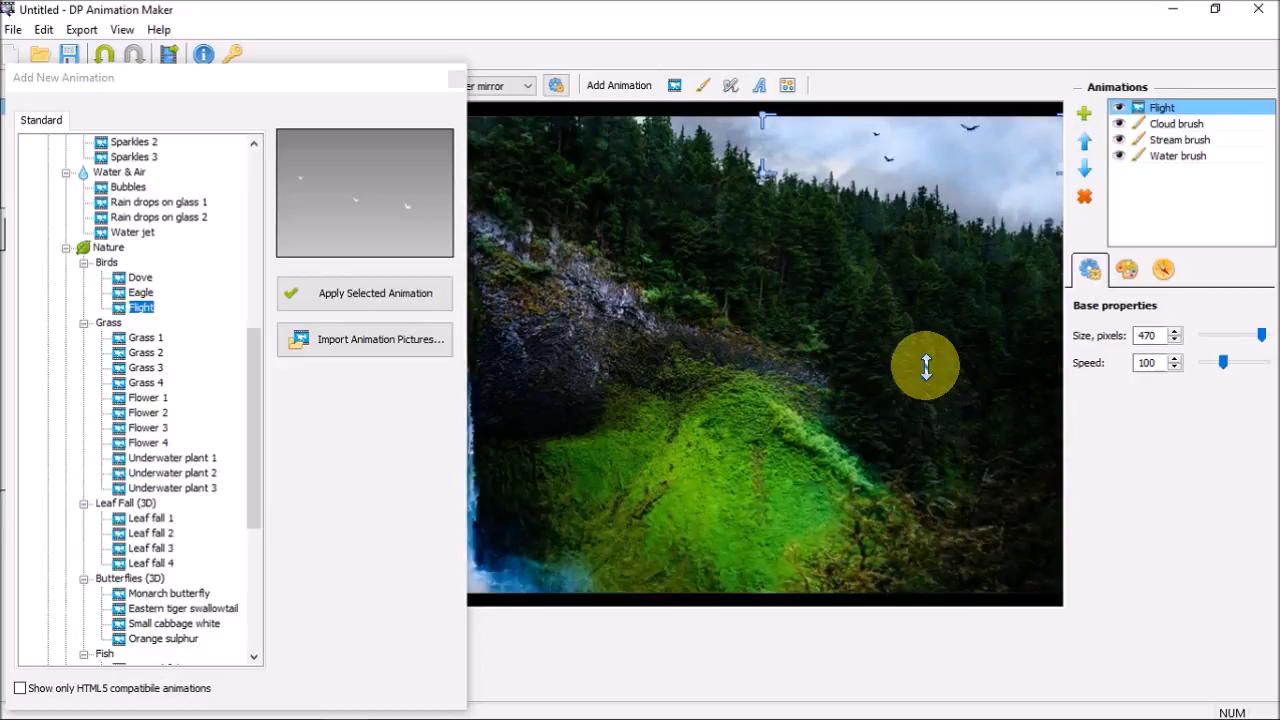 Untitled - DP Animation Maker
File Edit Export View Help
Add New Animation
er mirror
Add Animation
Animations
Standard
Flight
Cloud brush
Stream brush
Water brush
Sparkles 2
Sparkles 3
Water & Air
Bubbles
Rain drops on glass 1
Rain drops on glass 2
Water jet
Nature
Birds
Dove
Eagle
Flight
Grass
Grass 1
Grass 2
Grass 3
Grass 4
Flower 1
Flower 2
Flower 3
Flower 4
Underwater plant 1
Underwater plant 2
Underwater plant 3
Leaf Fall (3D)
Leaf fall 1
Leaf fall 2
Leaf fall 3
Leaf fall 4
Butterflies (3D)
Monarch butterfly
Eastern tiger swallowtail
Small cabbage white
Orange sulphur
Fish
Apply Selected Animation
Import Animation Pictures...
Base properties
Size, pixels: 470
Speed: 100
Show only HTML5 compatibile animations
NUM